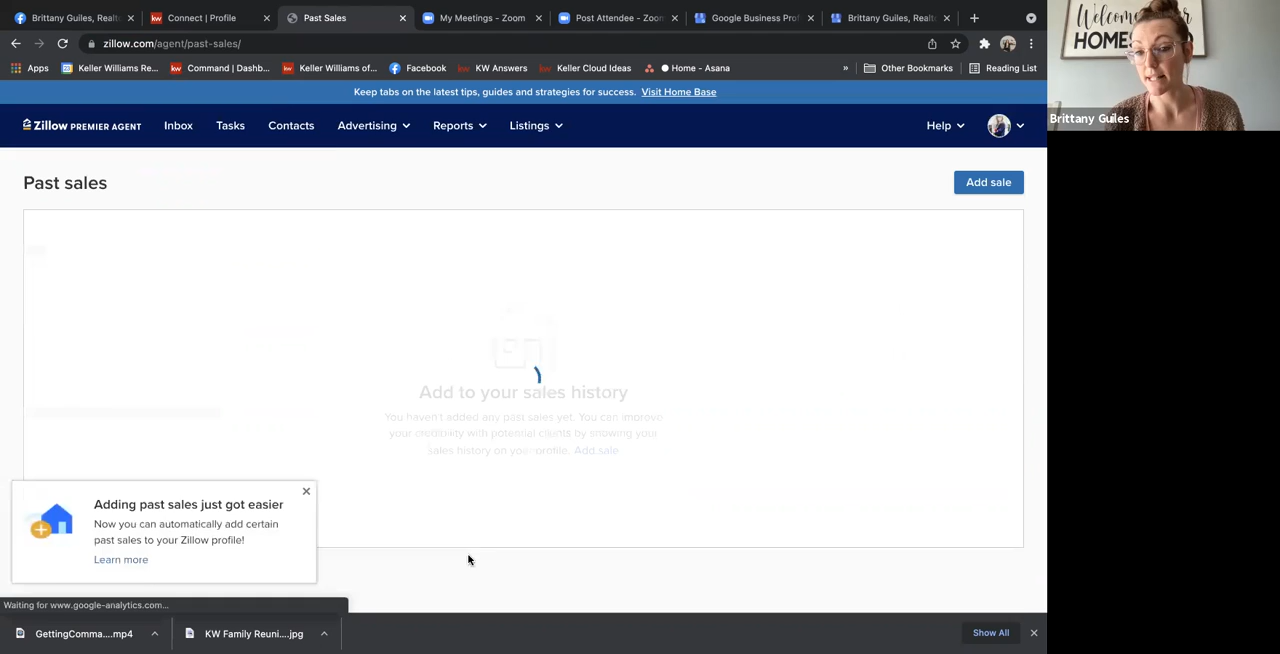 Brittany Guiles, Realt
Connect | Profile
Past Sales
My Meetings - Zoom
Post Attendee - Zoo
Google Business Prof
Brittany Guiles, Realt
zillow.com/agent/past-sales/
Apps
Keller Williams Re...
Command | Dashb...
Keller Williams of...
Facebook
KW Answers
Keller Cloud Ideas
Home - Asana
»
Other Bookmarks
Reading List
Keep tabs on the latest tips, guides and strategies for success. Visit Home Base
Zillow PREMIER AGENT
Inbox
Tasks
Contacts
Advertising
Reports
Listings
Help
Past sales
Add sale
Add to your sales history
You haven't added any past sales yet. You can improve
your credibility with potential clients by showing your
sales history on your profile. Add sale
Adding past sales just got easier
Now you can automatically add certain
past sales to your Zillow profile!
Learn more
Waiting for www.google-analytics.com...
GettingComma....mp4
KW Family Reuni....jpg
Show All
Welcome
HOME
Brittany Guiles